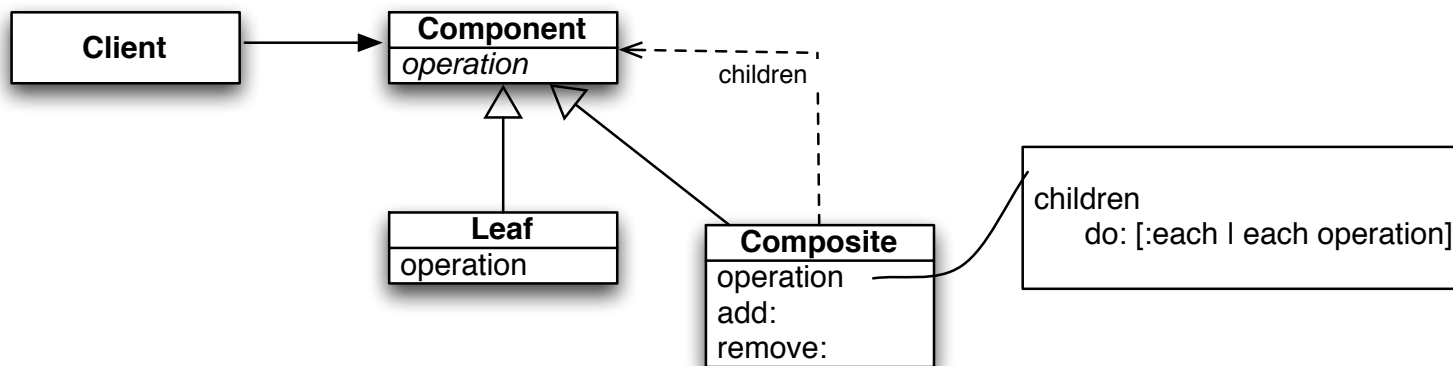 Client
Component
operation
children
Leaf
operation
Composite
operation
add:
remove:
children
do: [:each | each operation]